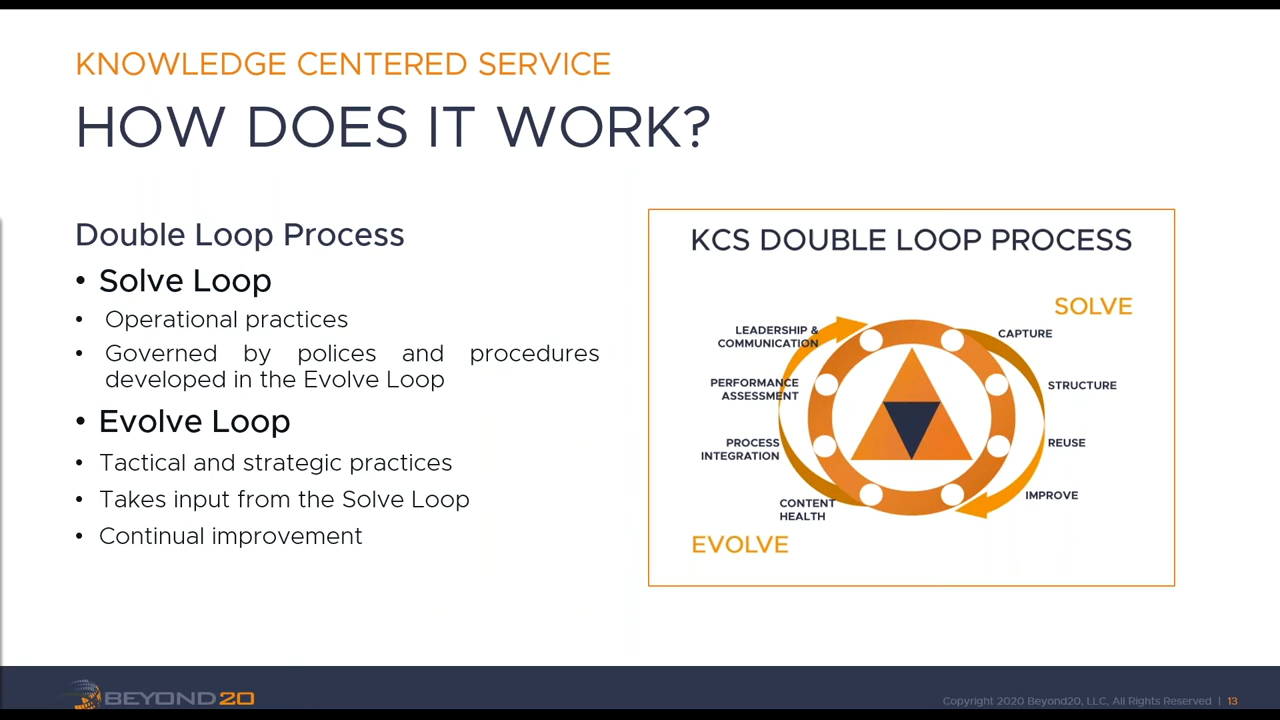 KNOWLEDGE CENTERED SERVICE
HOW DOES IT WORK?
Double Loop Process
• Solve Loop
• Operational practices
• Governed by polices and procedures
developed in the Evolve Loop
• Evolve Loop
• Tactical and strategic practices
• Takes input from the Solve Loop
• Continual improvement
KCS DOUBLE LOOP PROCESS
SOLVE
LEADERSHIP &
COMMUNICATION
CAPTURE
PERFORMANCE
ASSESSMENT
STRUCTURE
PROCESS
INTEGRATION
REUSE
CONTENT
HEALTH
IMPROVE
EVOLVE
BEYOND20
Copyright 2020 Beyond20, LLC, All Rights Reserved | 13